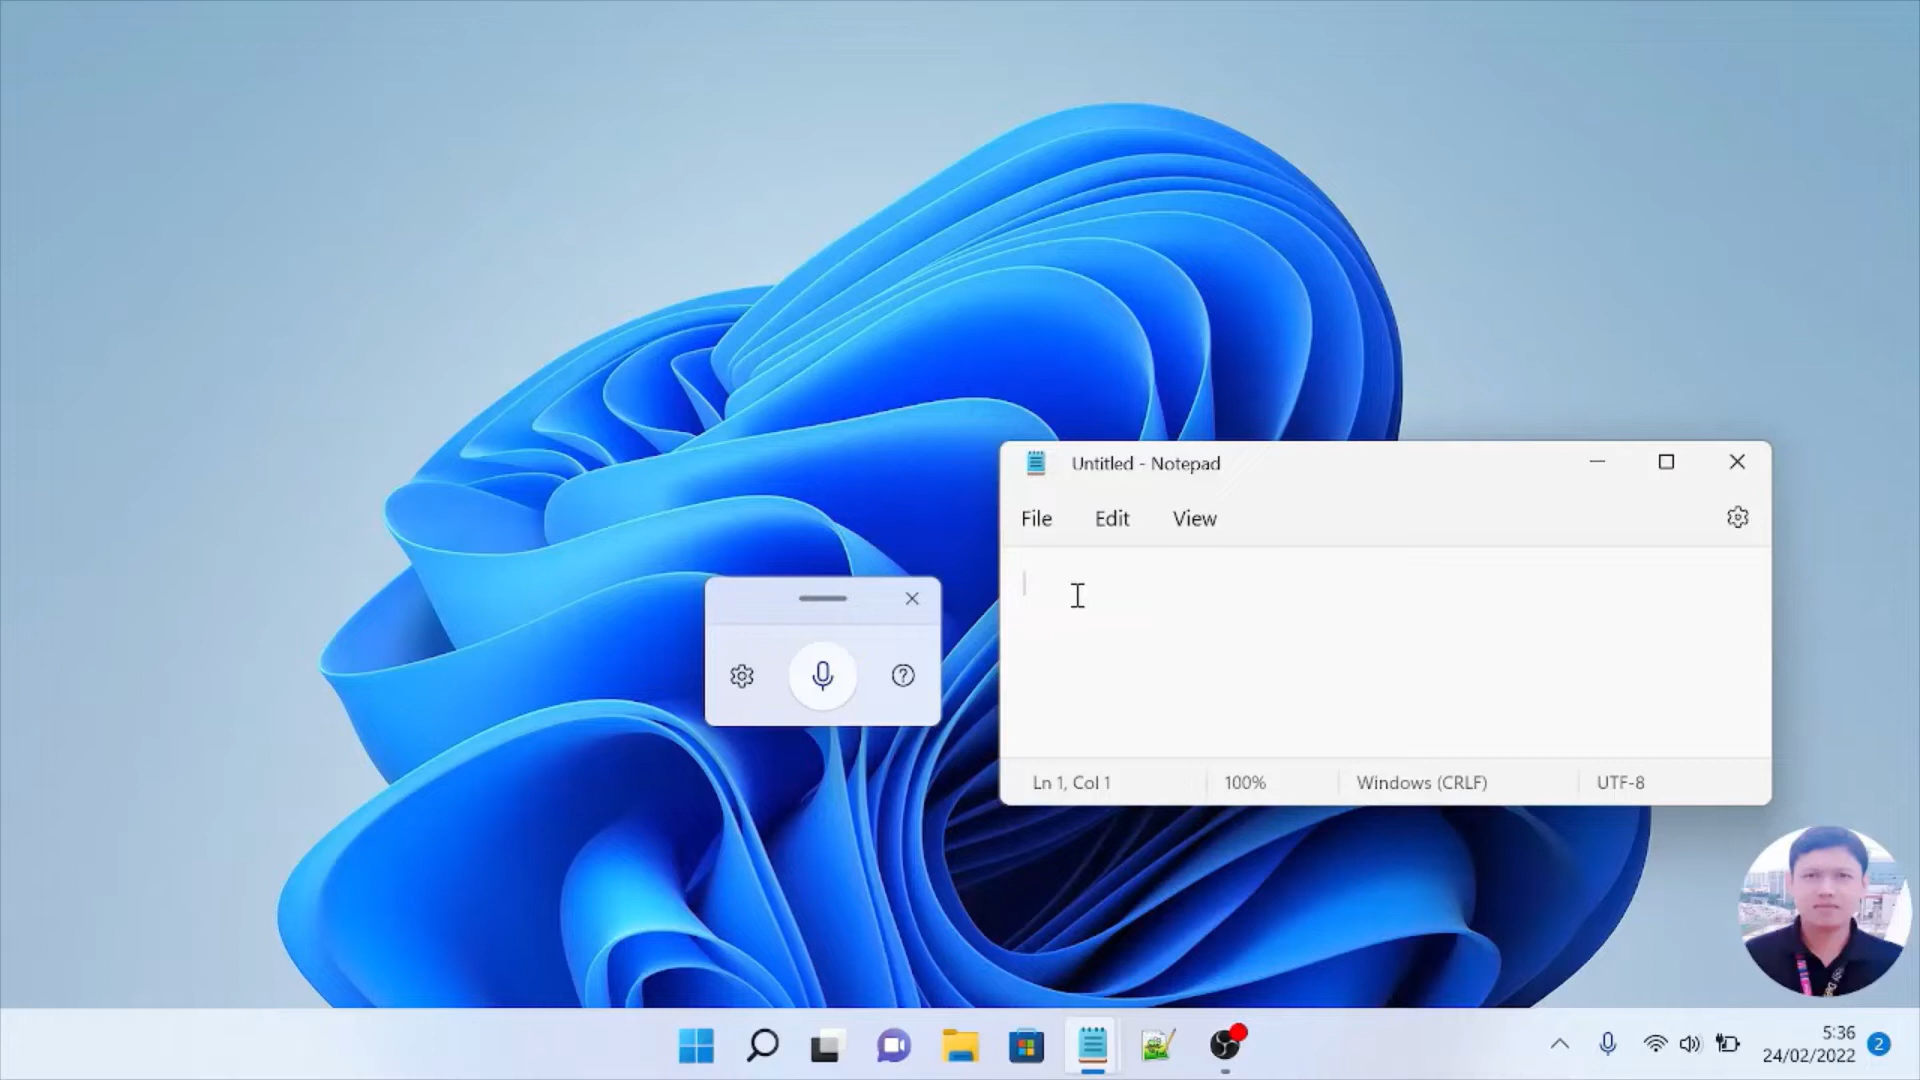 Untitled - Notepad
File Edit View
Ln 1, Col 1 100% Windows (CRLF) UTF-8
5:36
24/02/2022 2